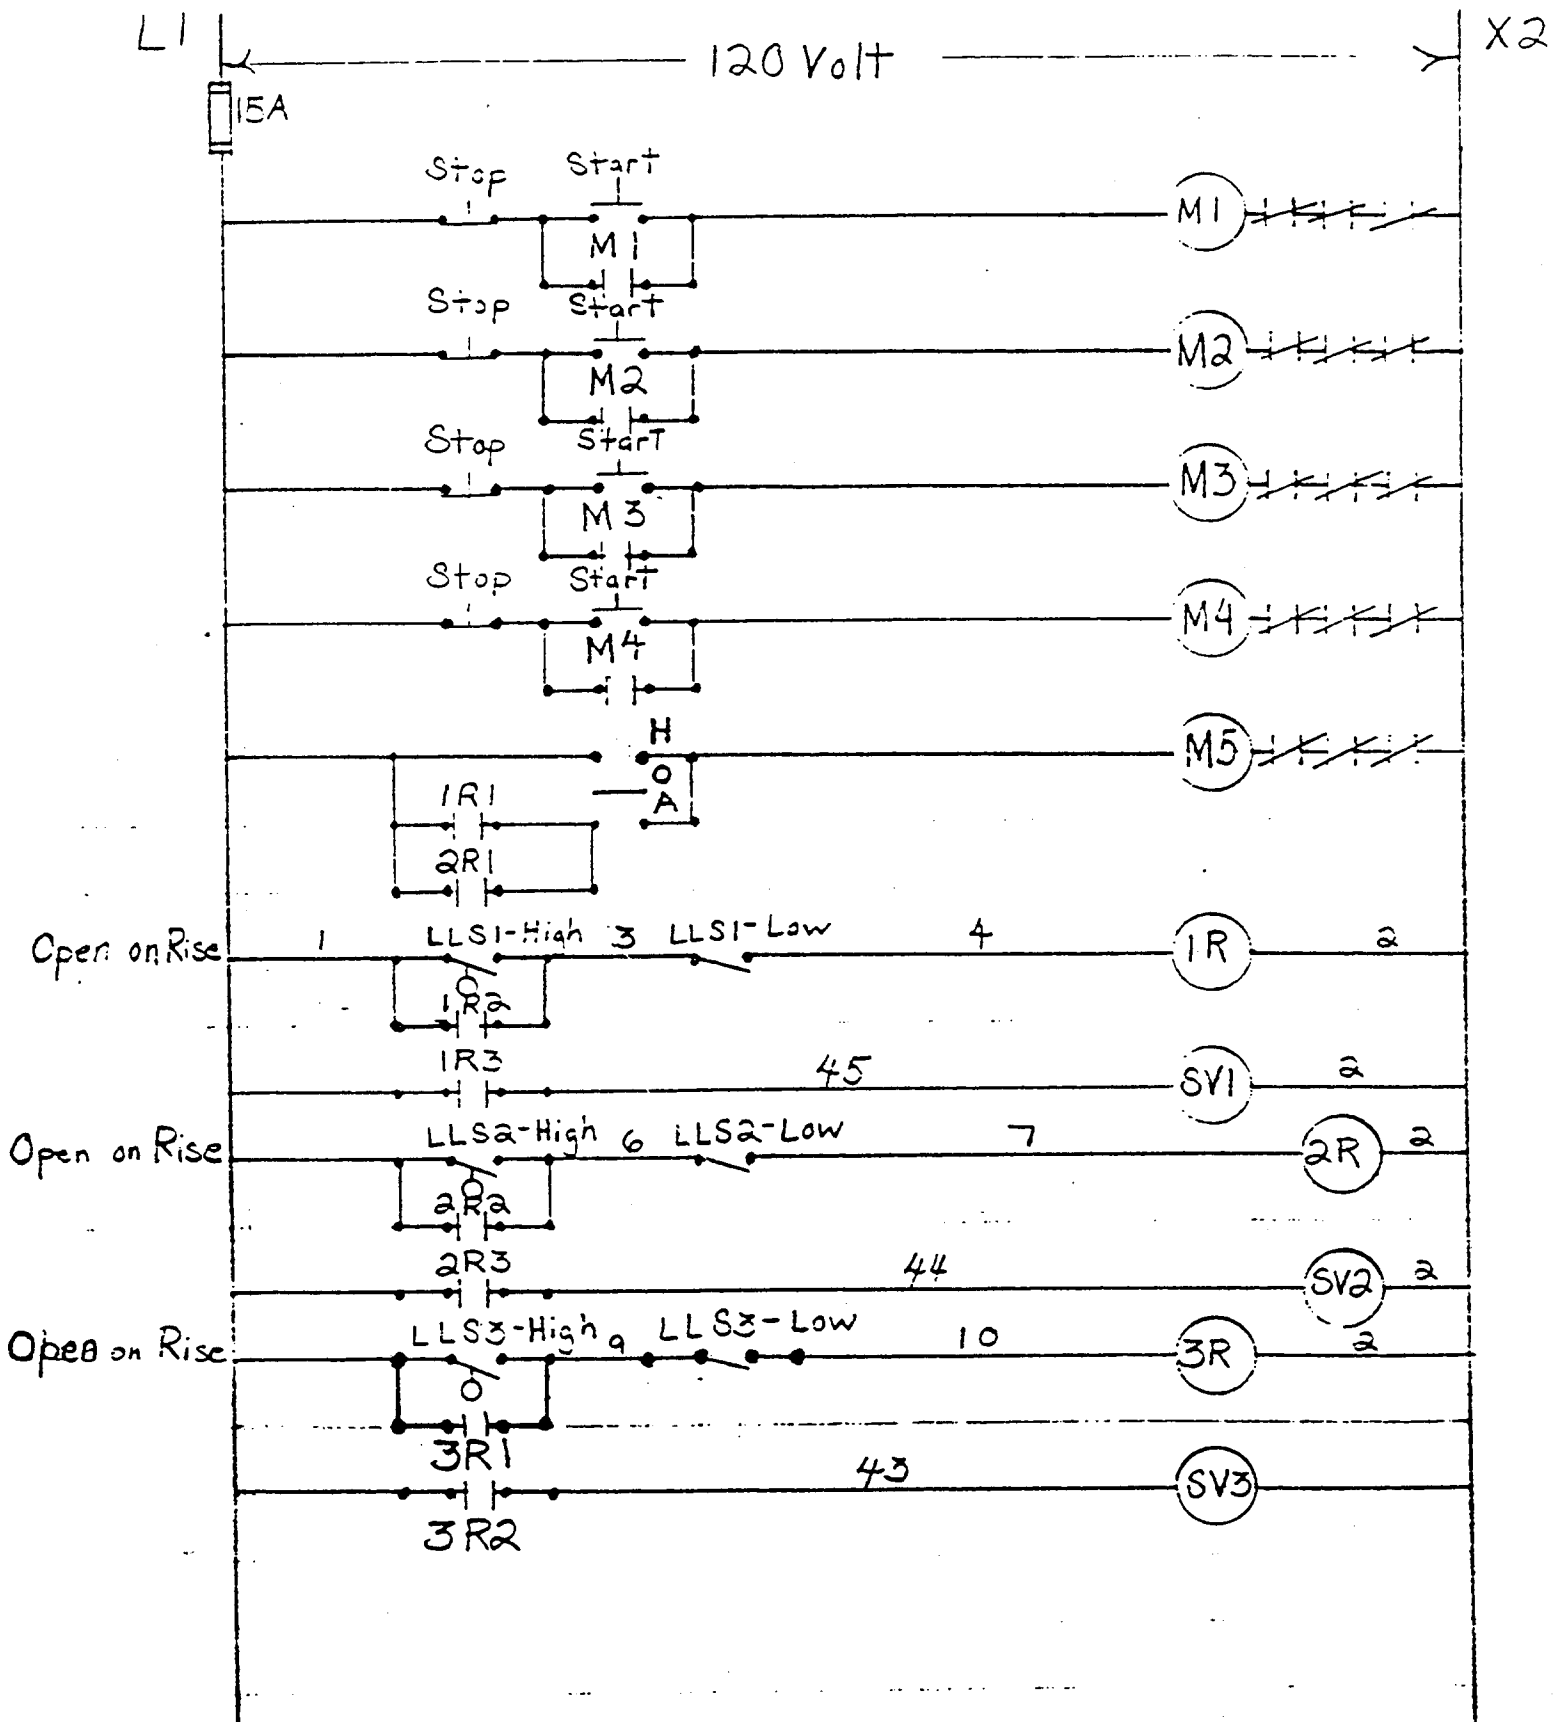 L1 120 Volt X2
15A
Stop Start
M1
M1
Stop Start
M2
M2
Stop Start
M3
M3
Stop Start
M4
M4
H
M5
O
1R1 A
2R1
Open on Rise 1 LLS1-High 3 LLS1-Low 4 1R 2
1R2
1R3 45 SV1 2
Open on Rise LLS2-High 6 LLS2-Low 7 2R 2
2R2
2R3 44 SV2 2
Open on Rise LLS3-High 9 LLS3-Low 10 3R 2
3R1
43 SV3
3R2